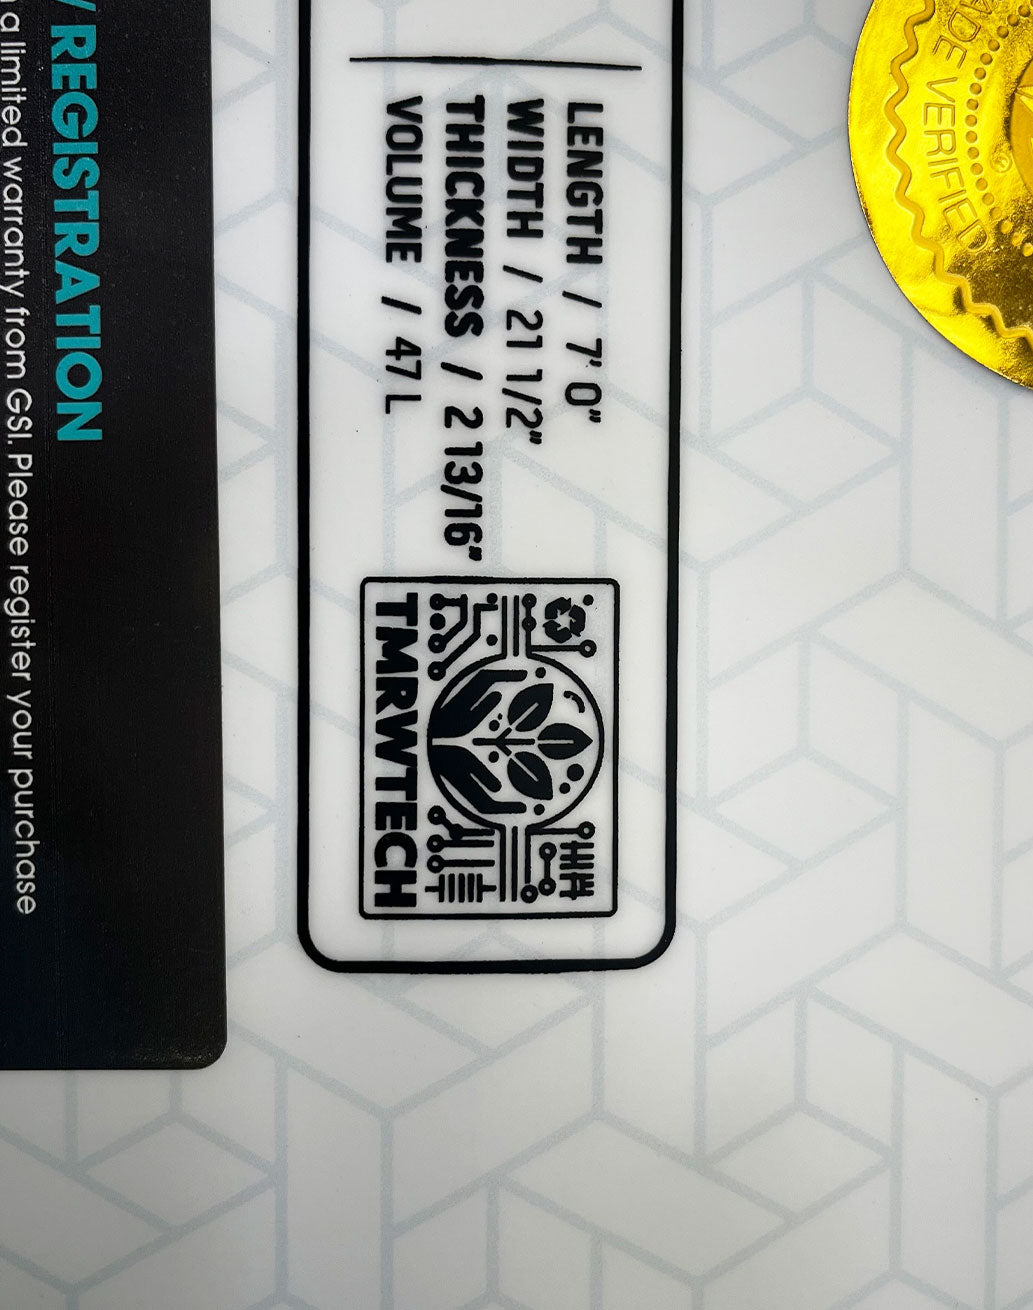 LENGTH / 7' 0"
WIDTH / 21 1/2"
THICKNESS / 2 13/16"
VOLUME / 47 L
TMRWTECH
REGISTRATION
a limited warranty from GSI. Please register your purchase
VERIFIED